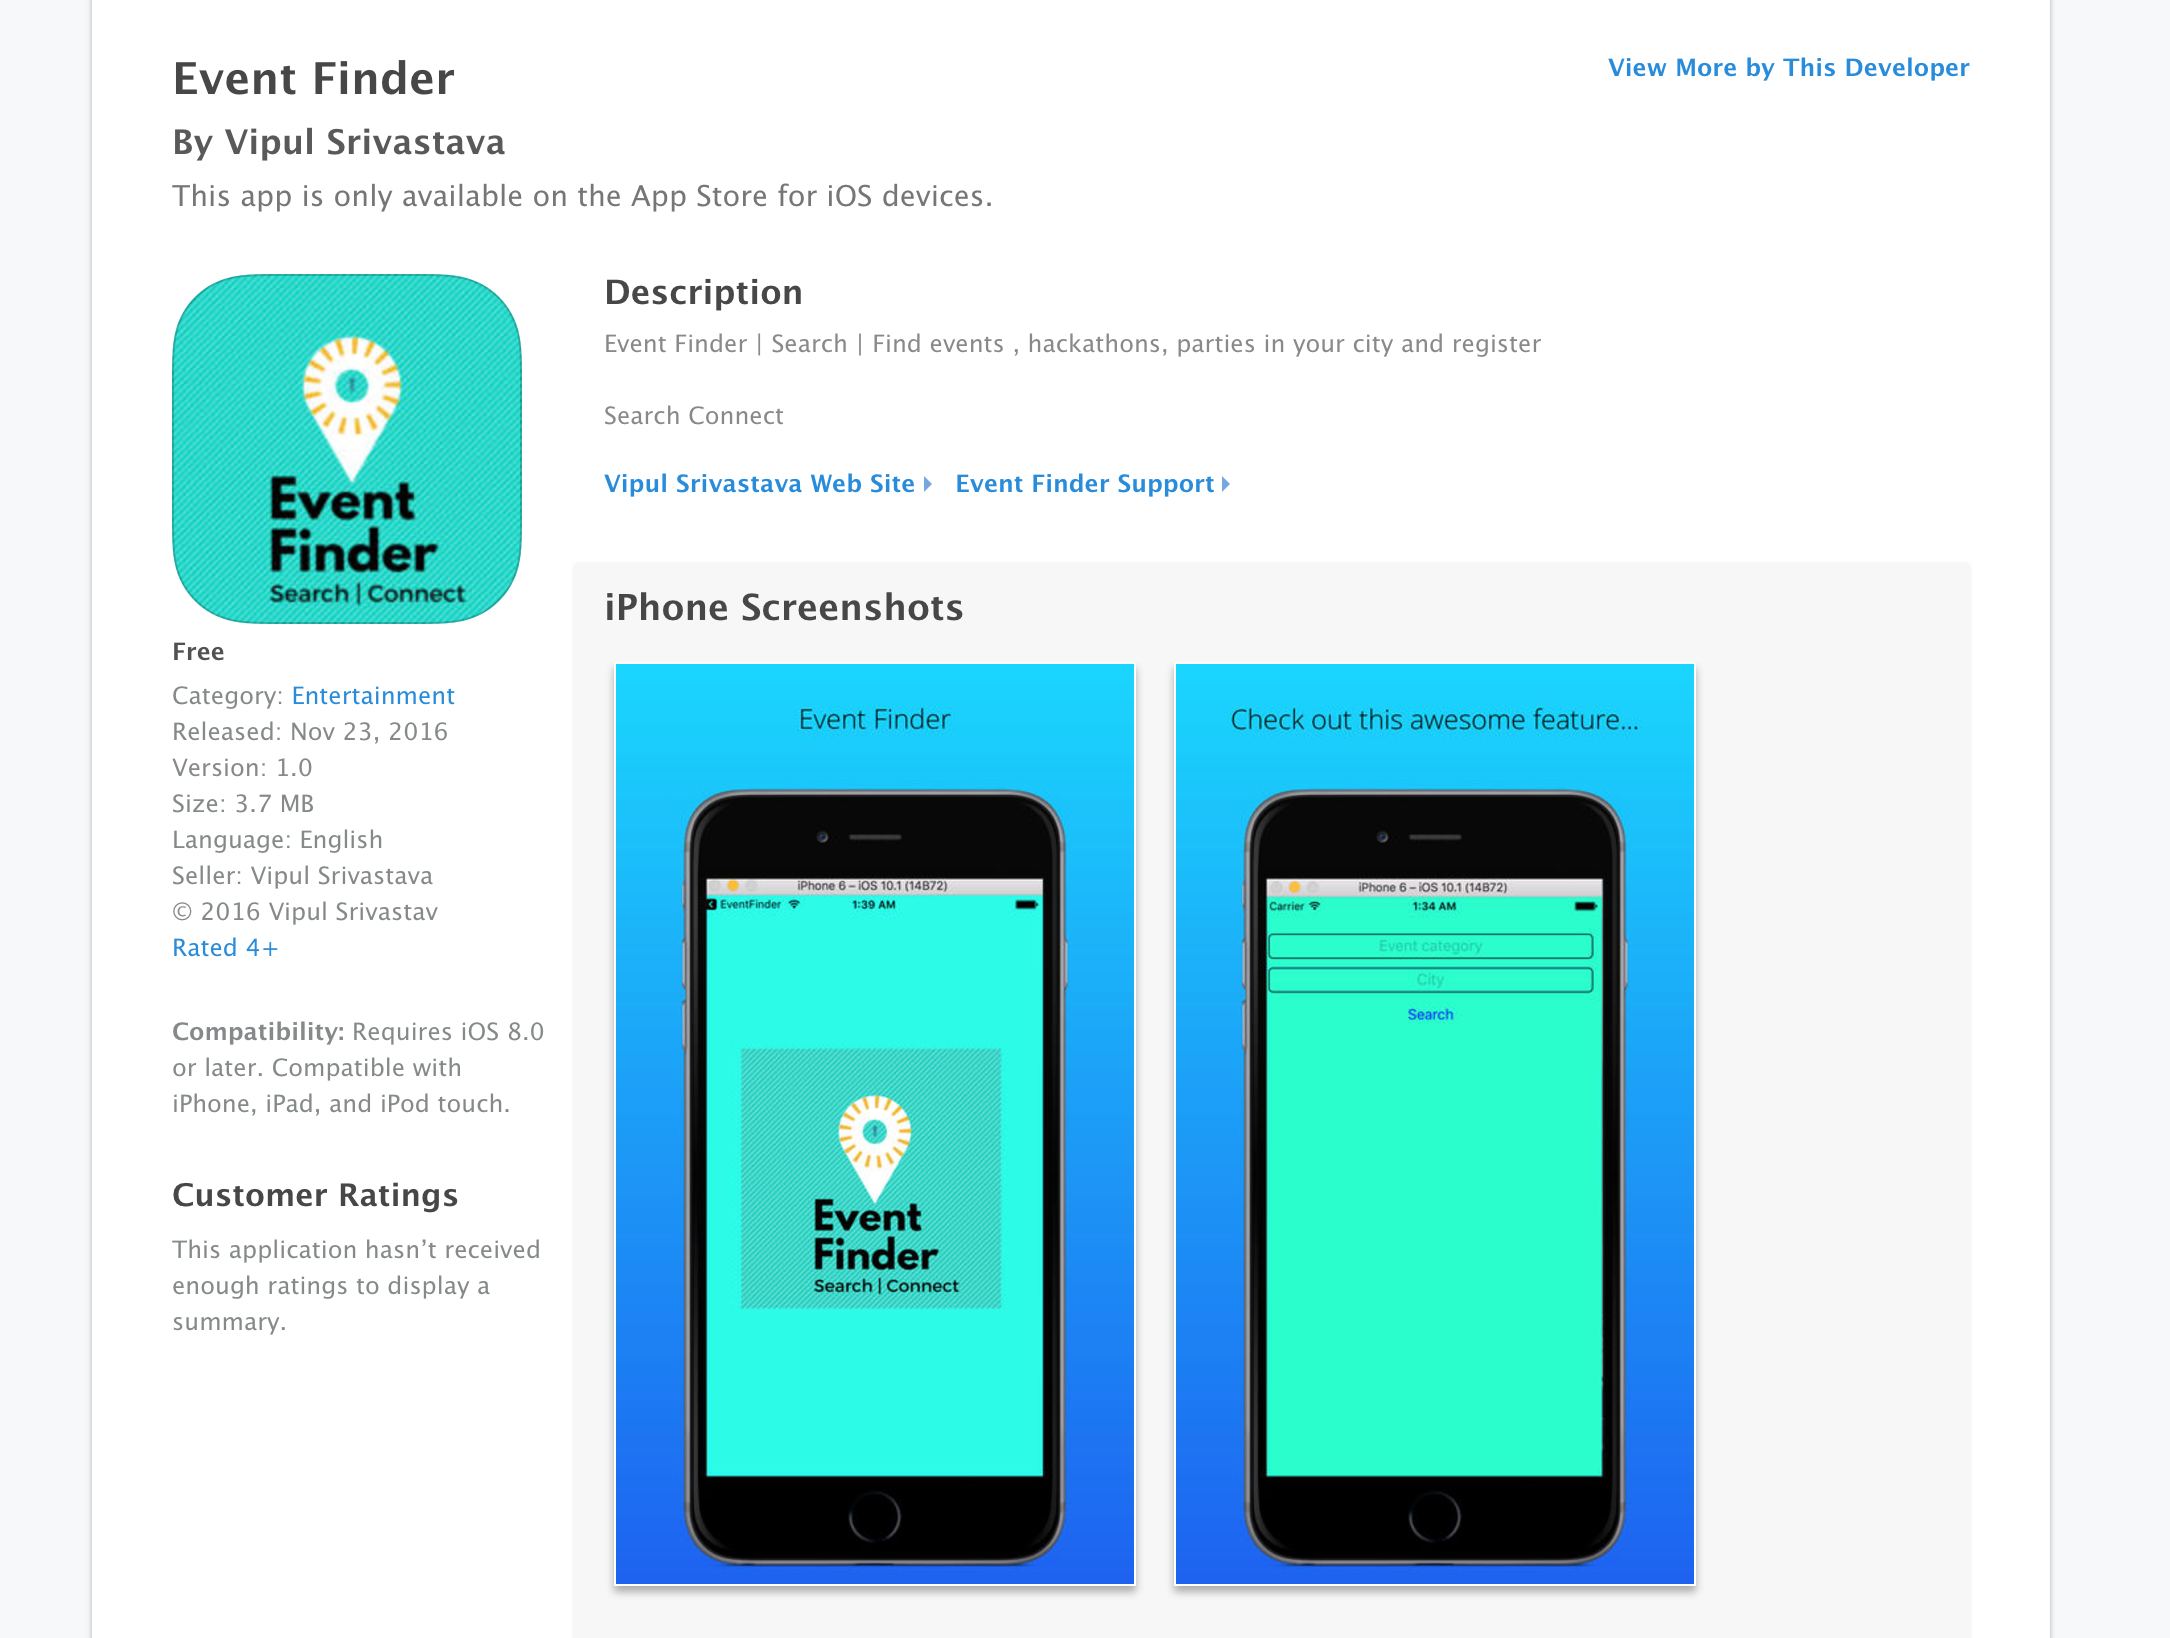 Event Finder
View More by This Developer
By Vipul Srivastava
This app is only available on the App Store for iOS devices.
Event
Finder
Search | Connect
Free
Category: Entertainment
Released: Nov 23, 2016
Version: 1.0
Size: 3.7 MB
Language: English
Seller: Vipul Srivastava
© 2016 Vipul Srivastav
Rated 4+
Compatibility: Requires iOS 8.0
or later. Compatible with
iPhone, iPad, and iPod touch.
Customer Ratings
This application hasn’t received
enough ratings to display a
summary.
Description
Event Finder | Search | Find events , hackathons, parties in your city and register
Search Connect
Vipul Srivastava Web Site
Event Finder Support
iPhone Screenshots
Event Finder
iPhone 6 – iOS 10.1 (14B72)
EventFinder
1:39 AM
Event
Finder
Search | Connect
Check out this awesome feature...
iPhone 6 – iOS 10.1 (14B72)
Carrier
1:34 AM
Event category
City
Search